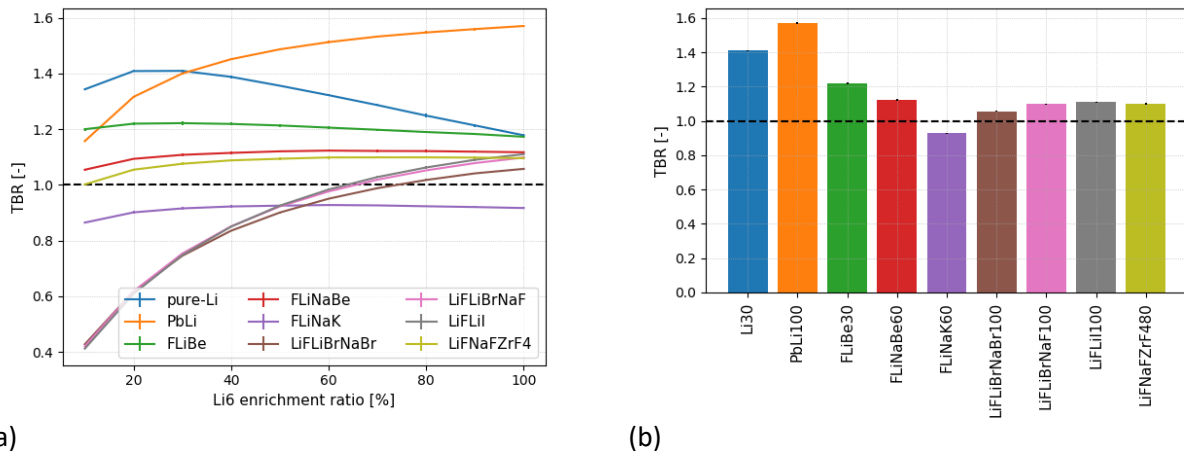 1.6
1.4
1.2
1.0
0.8
0.6
0.4
TBR [-]
20
40
60
80
100
Li6 enrichment ratio [%]
pure-Li
PbLi
FLiBe
FLiNaBe
FLiNaK
LiFLiBrNaBr
LiFLiBrNaF
LiFLiI
LiFNaFZrF4
a)
1.6
1.4
1.2
1.0
0.8
0.6
0.4
0.2
0.0
TBR [-]
Li30
PbLi100
FLiBe30
FLiNaBe60
FLiNaK60
LiFLiBrNaBr100
LiFLiBrNaF100
LiFLiI100
LiFNaFZrF480
(b)